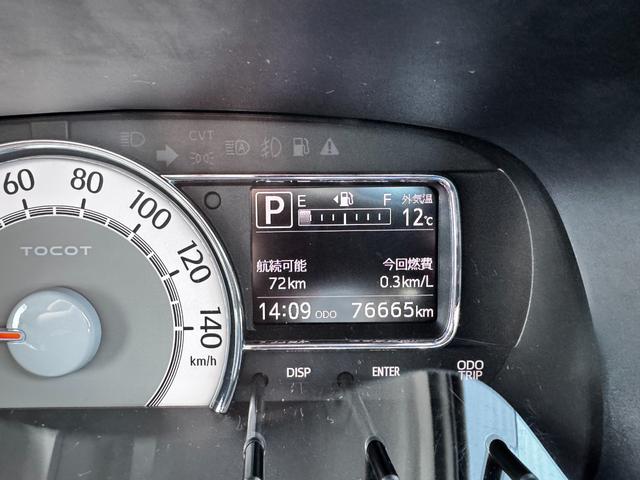 CVT
60 80 100 120 140
km/h
TOCOT
P E F 外気温
12℃
航続可能 今回燃費
72km 0.3km/L
14:09 ODO 76665km
DISP ENTER ODO
TRIP